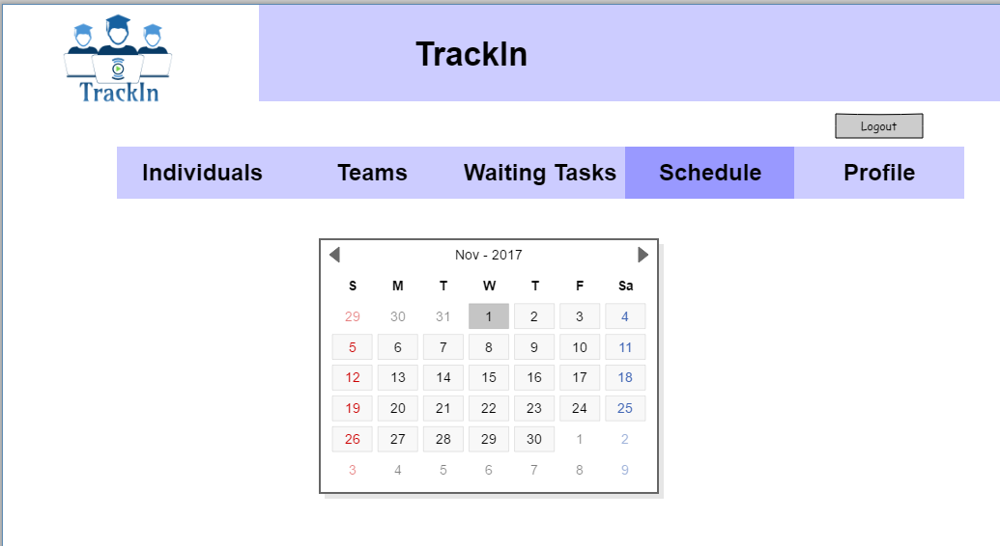 TrackIn
TrackIn
Logout
Individuals Teams Waiting Tasks Schedule Profile
Nov - 2017
S M T W T F Sa
29 30 31 1 2 3 4
5 6 7 8 9 10 11
12 13 14 15 16 17 18
19 20 21 22 23 24 25
26 27 28 29 30 1 2
3 4 5 6 7 8 9